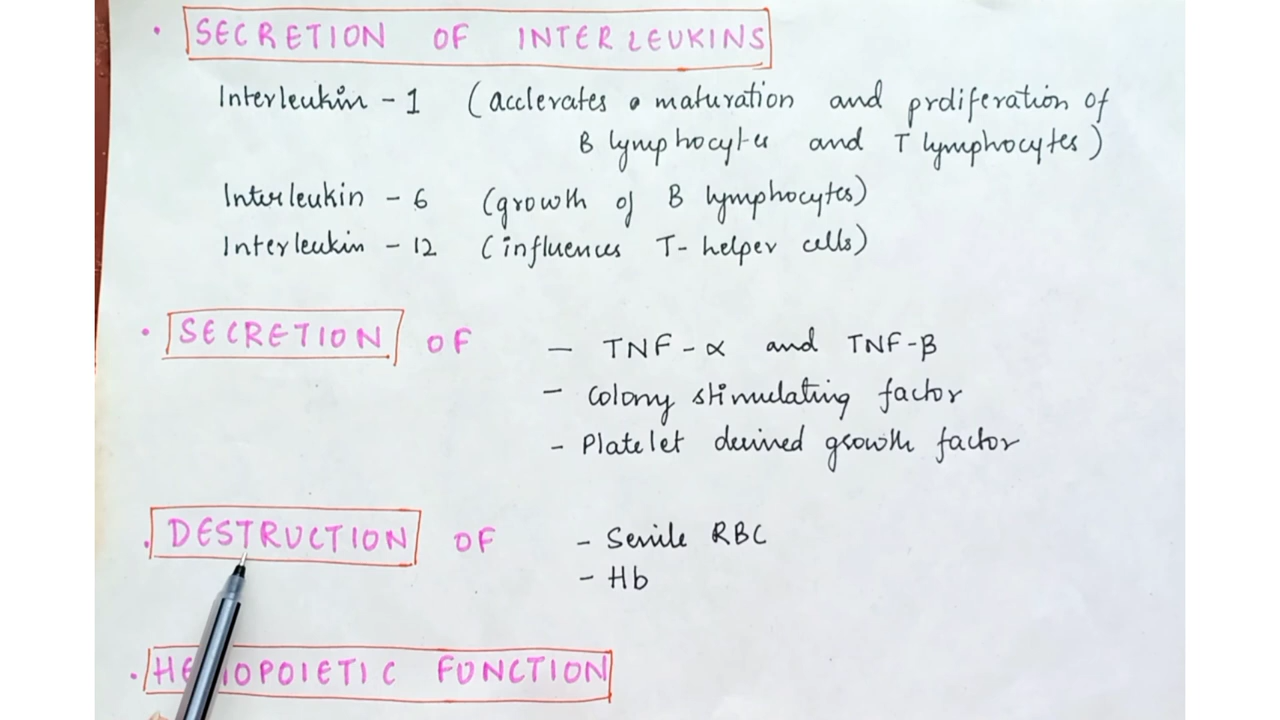 • SECRETION OF INTERLEUKINS
Interleukin - 1 (acclerates maturation and proliferation of
B lymphocytes and T lymphocytes)
Interleukin - 6 (growth of B lymphocytes)
Interleukin - 12 (influences T- helper cells)
• SECRETION OF
- TNF - α and TNF-β
- Colony stimulating factor
- Platelet derived growth factor
• DESTRUCTION OF
- Senile RBC
- Hb
• HEMOPOIETIC FUNCTION